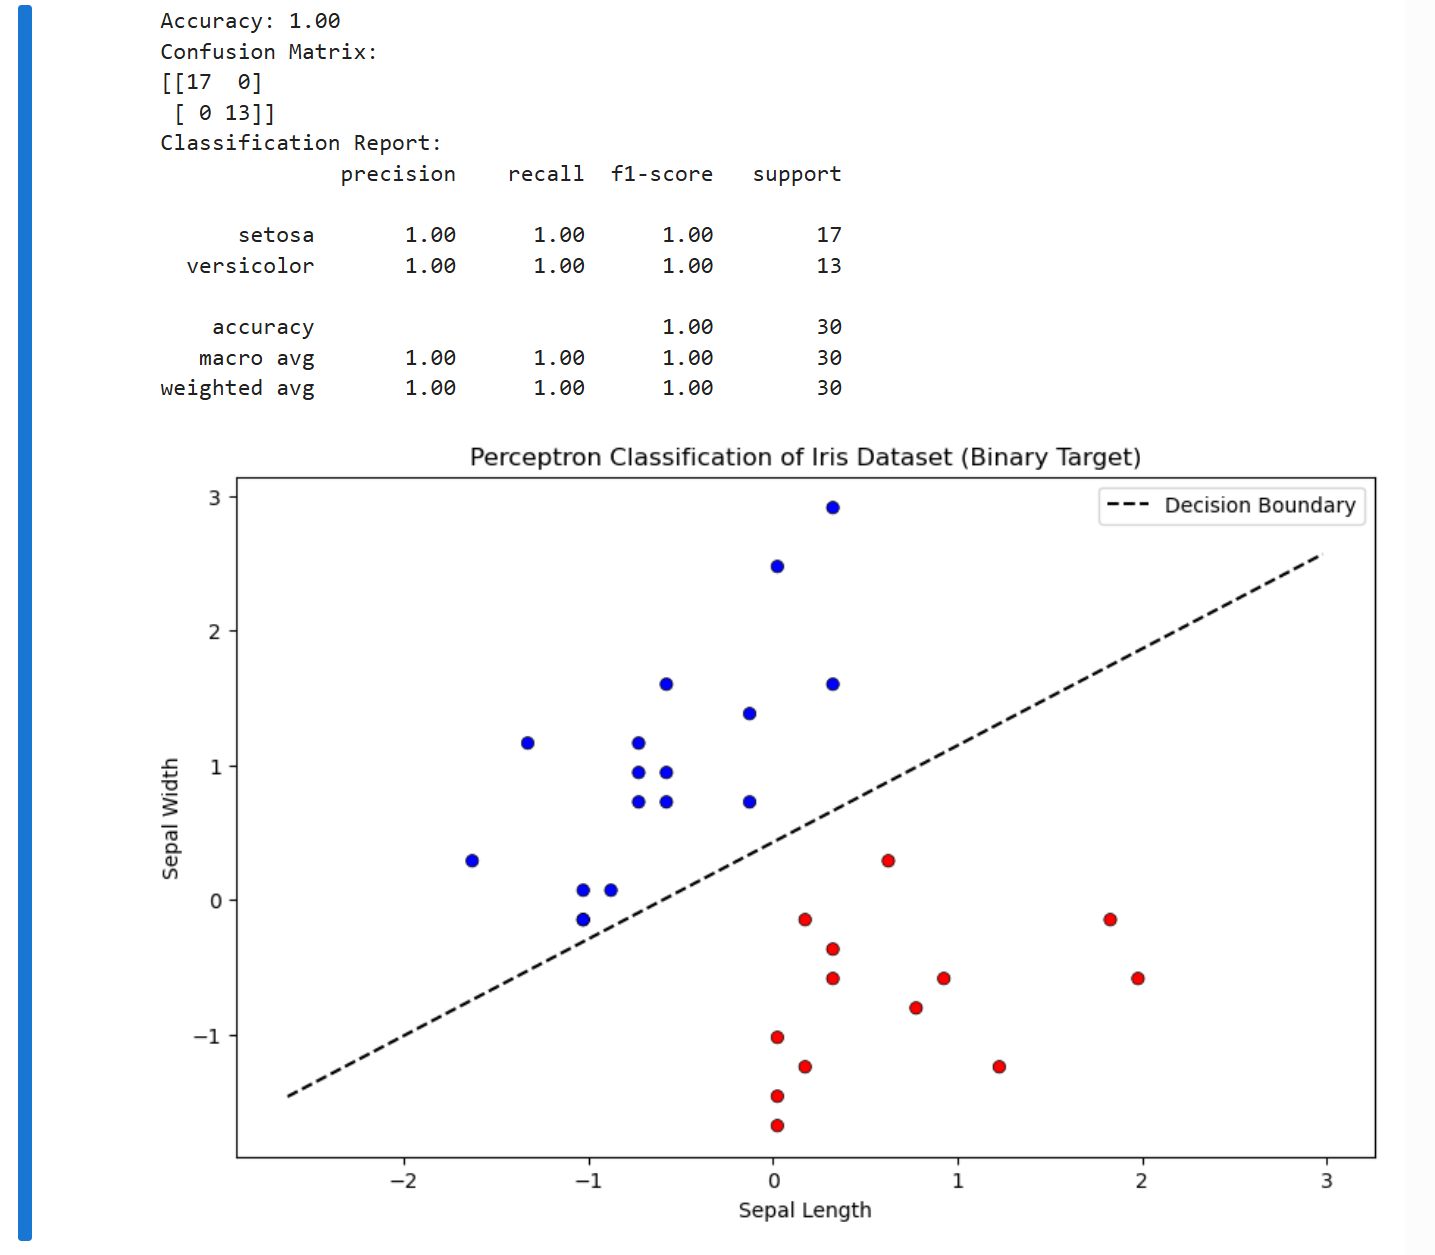 Accuracy: 1.00
Confusion Matrix:
[[17  0]
 [ 0 13]]
Classification Report:
              precision    recall  f1-score   support

      setosa       1.00      1.00      1.00        17
  versicolor       1.00      1.00      1.00        13

    accuracy                           1.00        30
   macro avg       1.00      1.00      1.00        30
weighted avg       1.00      1.00      1.00        30
Perceptron Classification of Iris Dataset (Binary Target)
Decision Boundary
3
2
1
0
−1
Sepal Width
−2
−1
0
1
2
3
Sepal Length